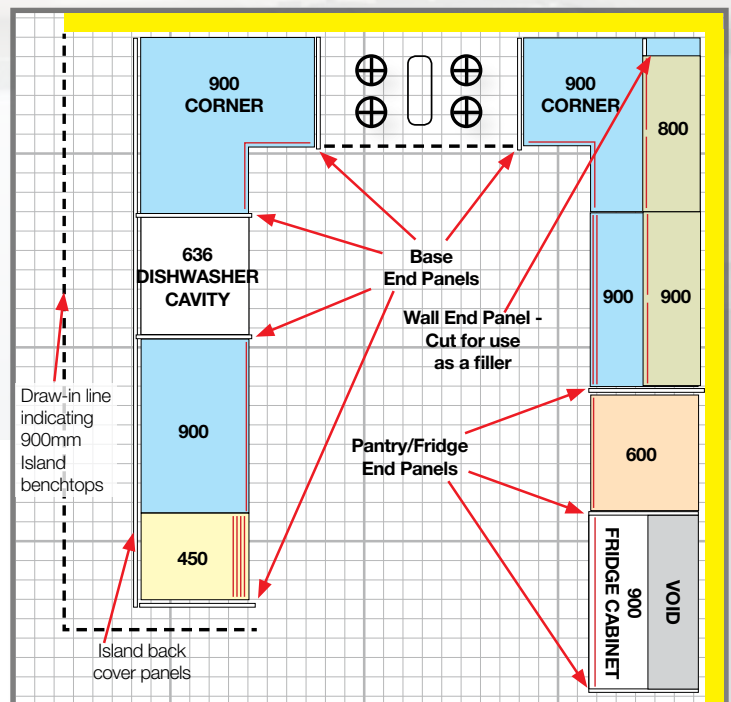 900
CORNER
900
CORNER
800
636
DISHWASHER
CAVITY
Base
End Panels
900
900
Wall End Panel -
Cut for use
as a filler
Draw-in line
indicating
900mm
Island
benchtops
900
Pantry/Fridge
End Panels
600
450
FRIDGE CABINET
900
VOID
Island back
cover panels